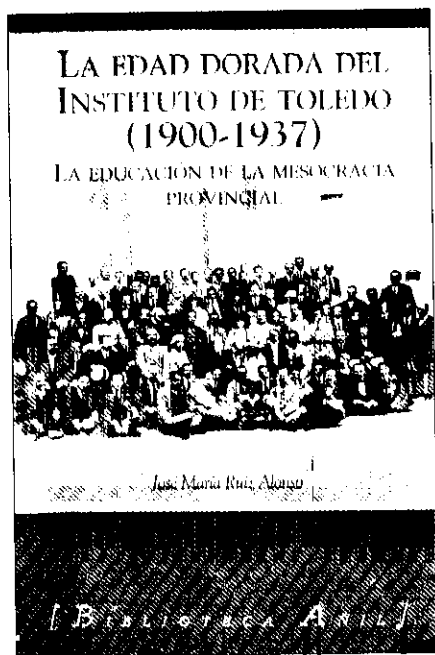 LA EDAD DORADA DEL
INSTITUTO DE TOLEDO
(1900-1937)
LA EDUCACIÓN DE LA MESOCRACIA
PROVINCIAL
José María Ruiz Alonso
[BIBLIOTECA AÑIL]